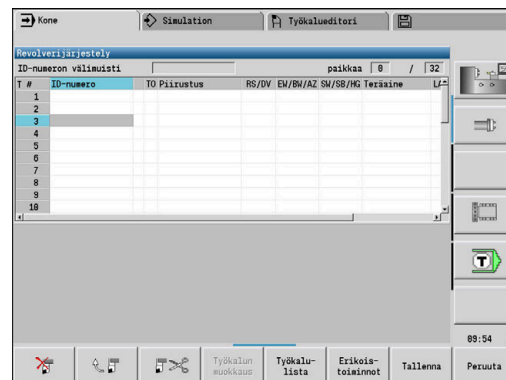 Kone
Simulation
Työkalueditori
Revolverijärjestely
ID-numeron välimuisti
paikkaa 0 / 32
T # ID-numero TO Piirustus RS/DV EW/BW/AZ SW/SB/HG Teräaine
1
2
3
4
5
6
7
8
9
10
T
09:54
Työkalun muokkaus
Työkalu-lista
Erikois-toiminnot
Tallenna
Peruuta